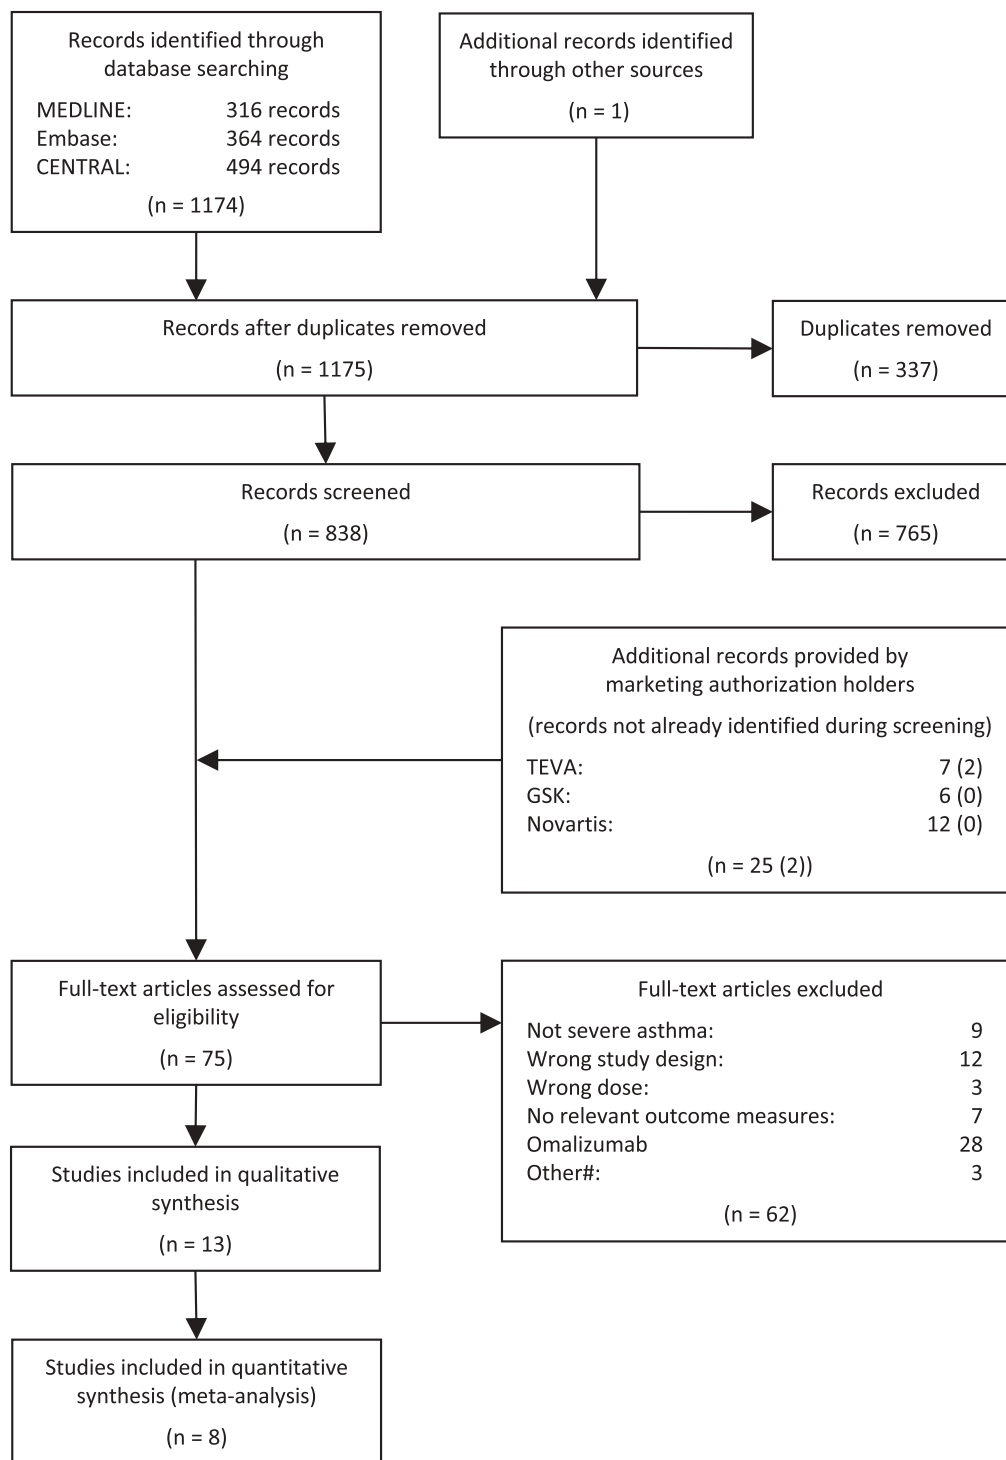 Records identified through
database searching
MEDLINE: 316 records
Embase: 364 records
CENTRAL: 494 records
(n = 1174)
Additional records identified
through other sources
(n = 1)
Records after duplicates removed
(n = 1175)
Duplicates removed
(n = 337)
Records screened
(n = 838)
Records excluded
(n = 765)
Additional records provided by
marketing authorization holders
(records not already identified during screening)
TEVA: 7 (2)
GSK: 6 (0)
Novartis: 12 (0)
(n = 25 (2))
Full-text articles assessed for
eligibility
(n = 75)
Full-text articles excluded
Not severe asthma: 9
Wrong study design: 12
Wrong dose: 3
No relevant outcome measures: 7
Omalizumab 28
Other#: 3
(n = 62)
Studies included in qualitative
synthesis
(n = 13)
Studies included in quantitative
synthesis (meta-analysis)
(n = 8)